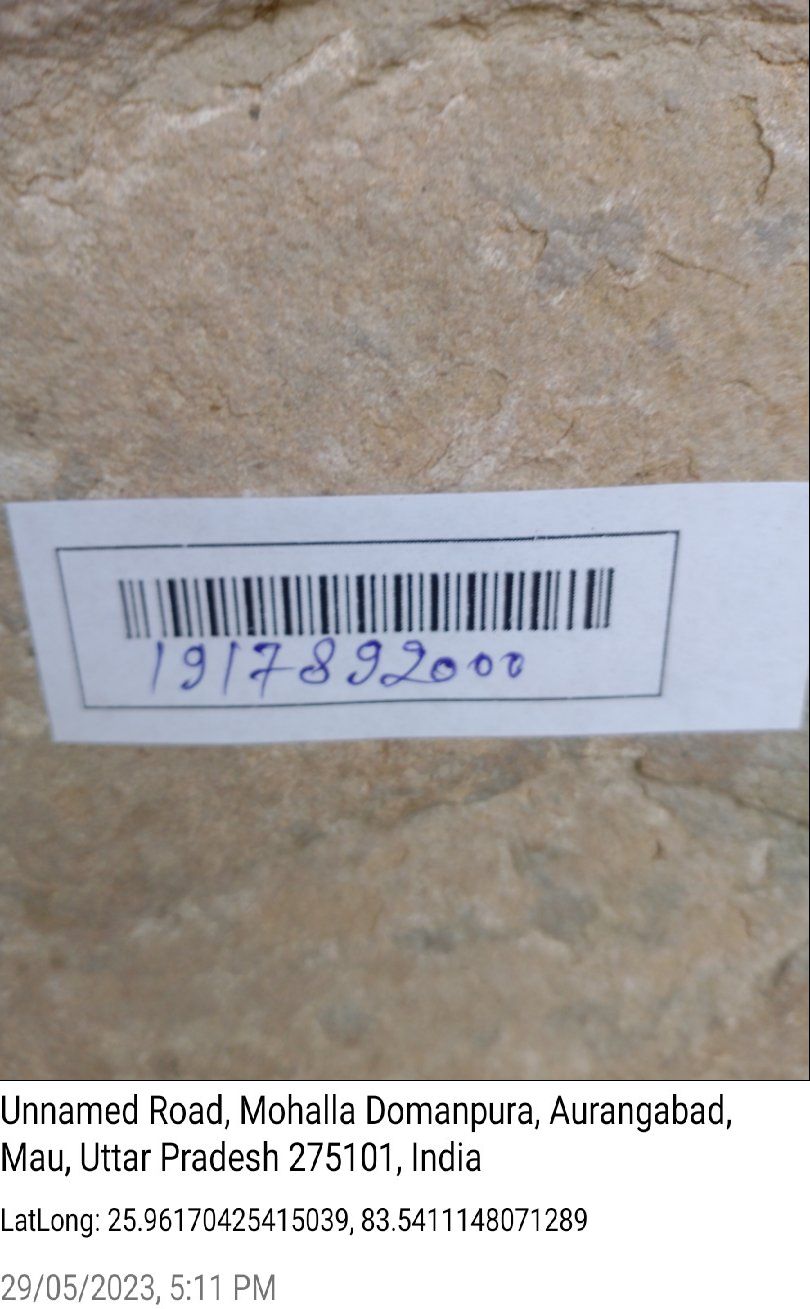 1917892000
Unnamed Road, Mohalla Domanpura, Aurangabad,
Mau, Uttar Pradesh 275101, India
LatLong: 25.96170425415039, 83.5411148071289
29/05/2023, 5:11 PM